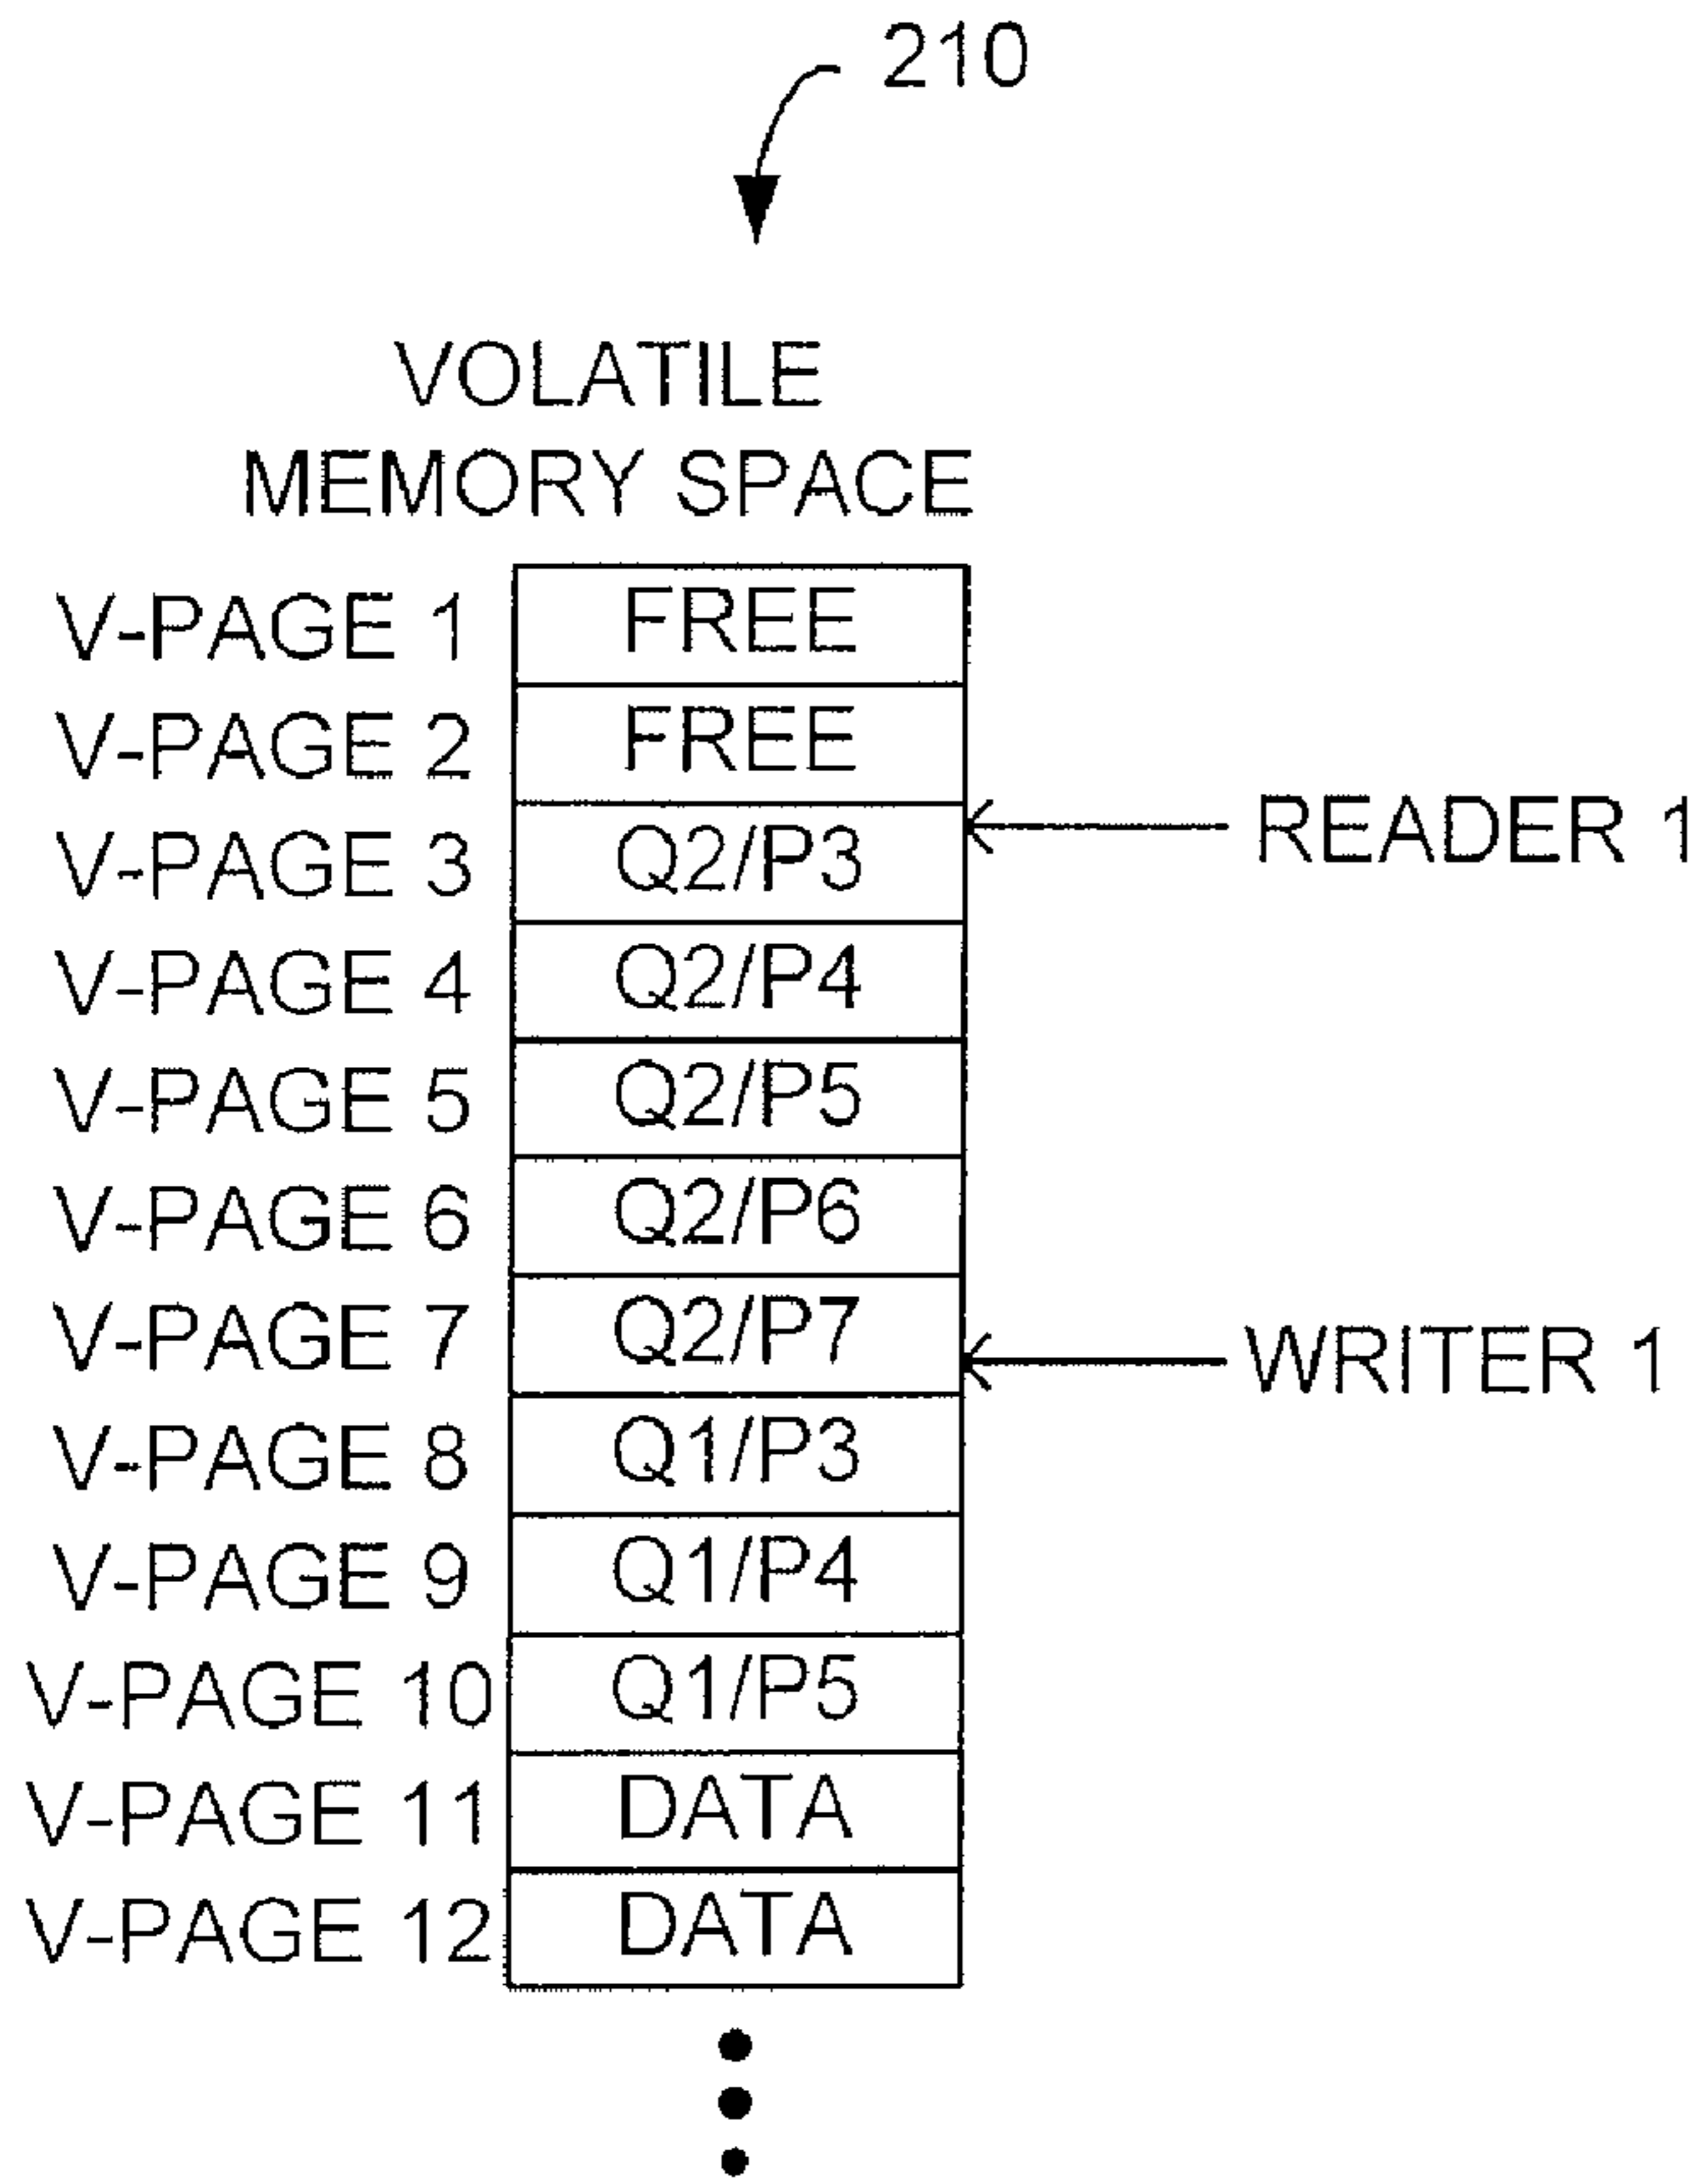 210
VOLATILE
MEMORY SPACE
V-PAGE 1 FREE
V-PAGE 2 FREE
READER 1
V-PAGE 3 Q2/P3
V-PAGE 4 Q2/P4
V-PAGE 5 Q2/P5
V-PAGE 6 Q2/P6
V-PAGE 7 Q2/P7
WRITER 1
V-PAGE 8 Q1/P3
V-PAGE 9 Q1/P4
V-PAGE 10 Q1/P5
V-PAGE 11 DATA
V-PAGE 12 DATA